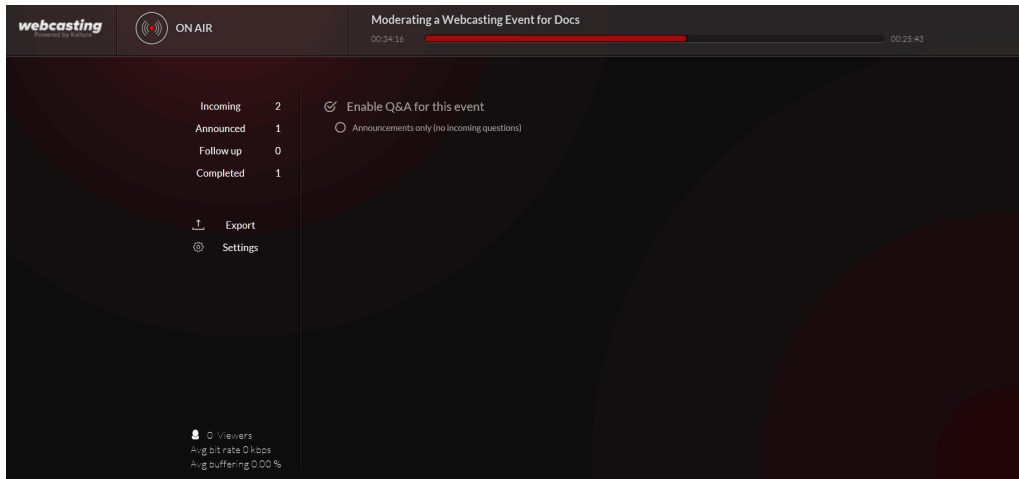 webcasting
Powered by Kaltura
ON AIR
Moderating a Webcasting Event for Docs
00:34:16
00:25:43
Incoming 2
Announced 1
Follow up 0
Completed 1
Export
Settings
Enable Q&A for this event
Announcements only (no incoming questions)
0 Viewers
Avg bit rate 0 kbps
Avg buffering 0.00 %